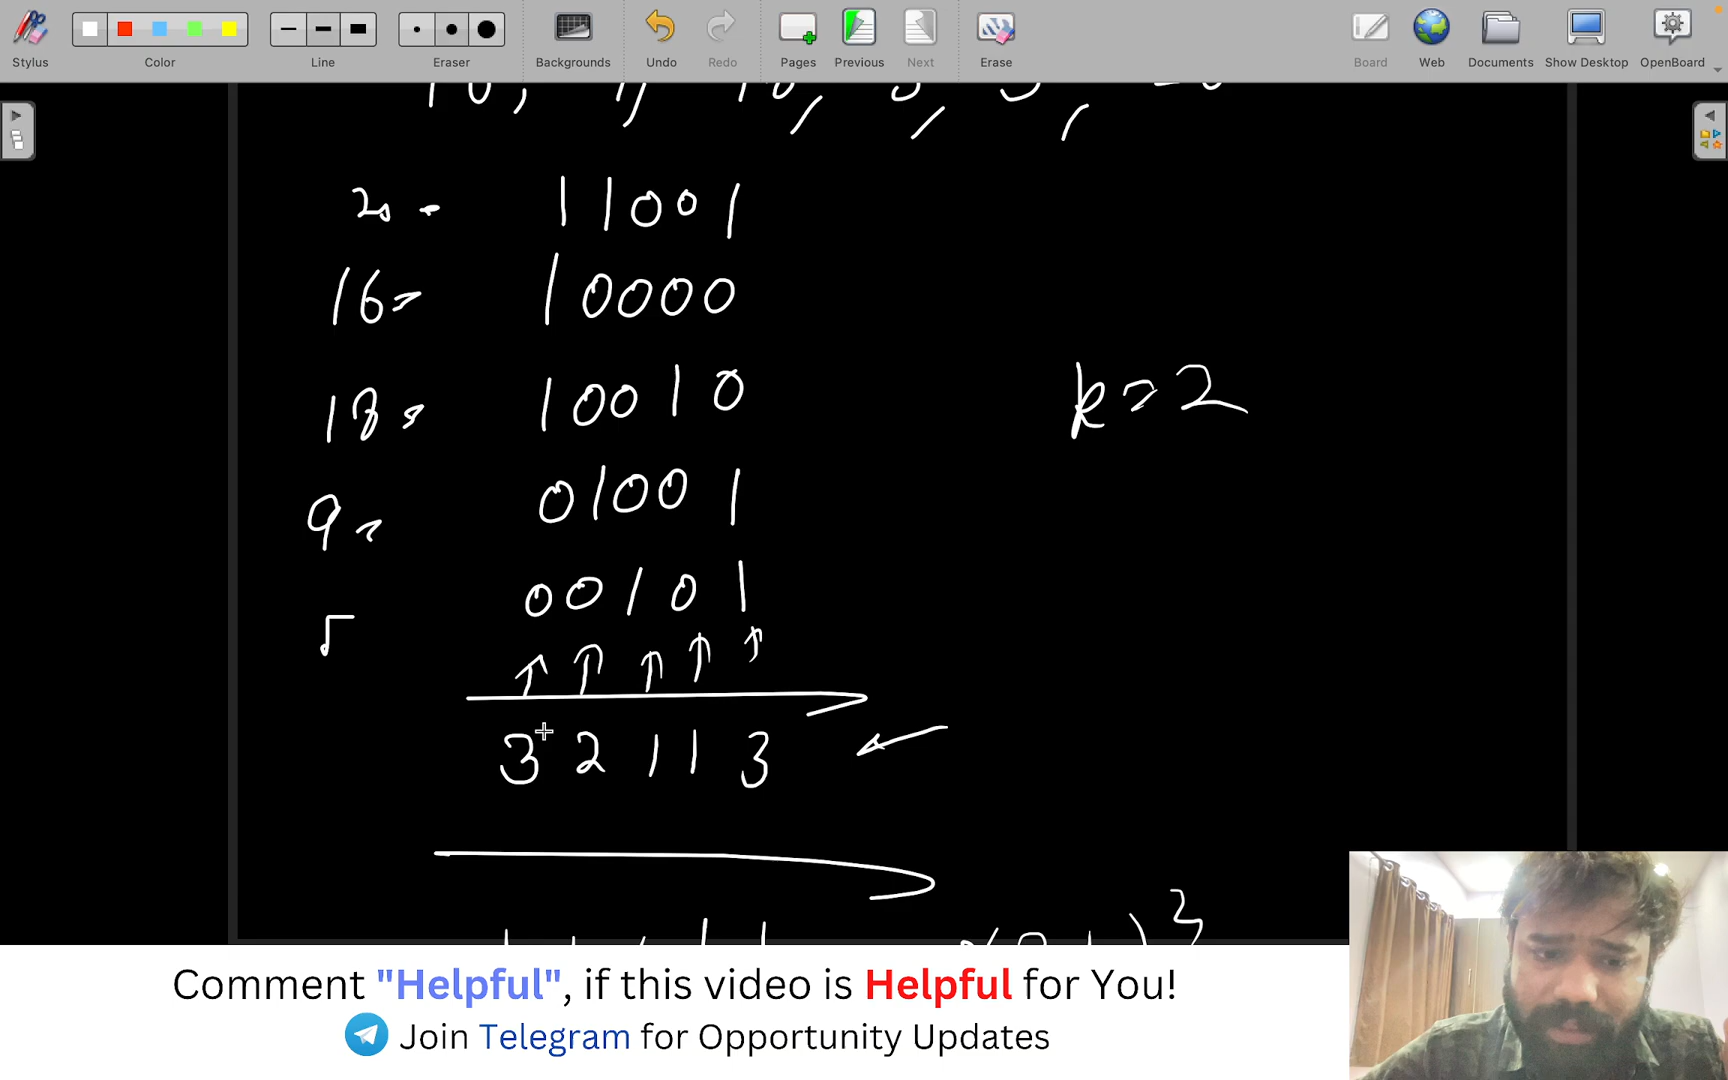 Stylus Color Line Eraser Backgrounds Undo Redo Pages Previous Next Erase Board Web Documents Show Desktop OpenBoard
20 - 11001
16= 10000
18= 10010
k=2
9= 01001
5 00101
3 2 1 1 3
Comment "Helpful", if this video is Helpful for You!
Join Telegram for Opportunity Updates